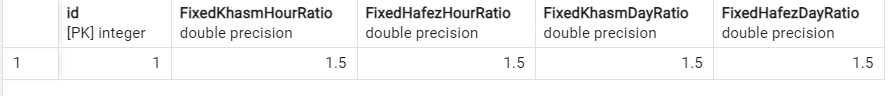 id FixedKhasmHourRatio FixedHafezHourRatio FixedKhasmDayRatio FixedHafezDayRatio
[PK] integer double precision double precision double precision double precision
1 1 1.5 1.5 1.5 1.5